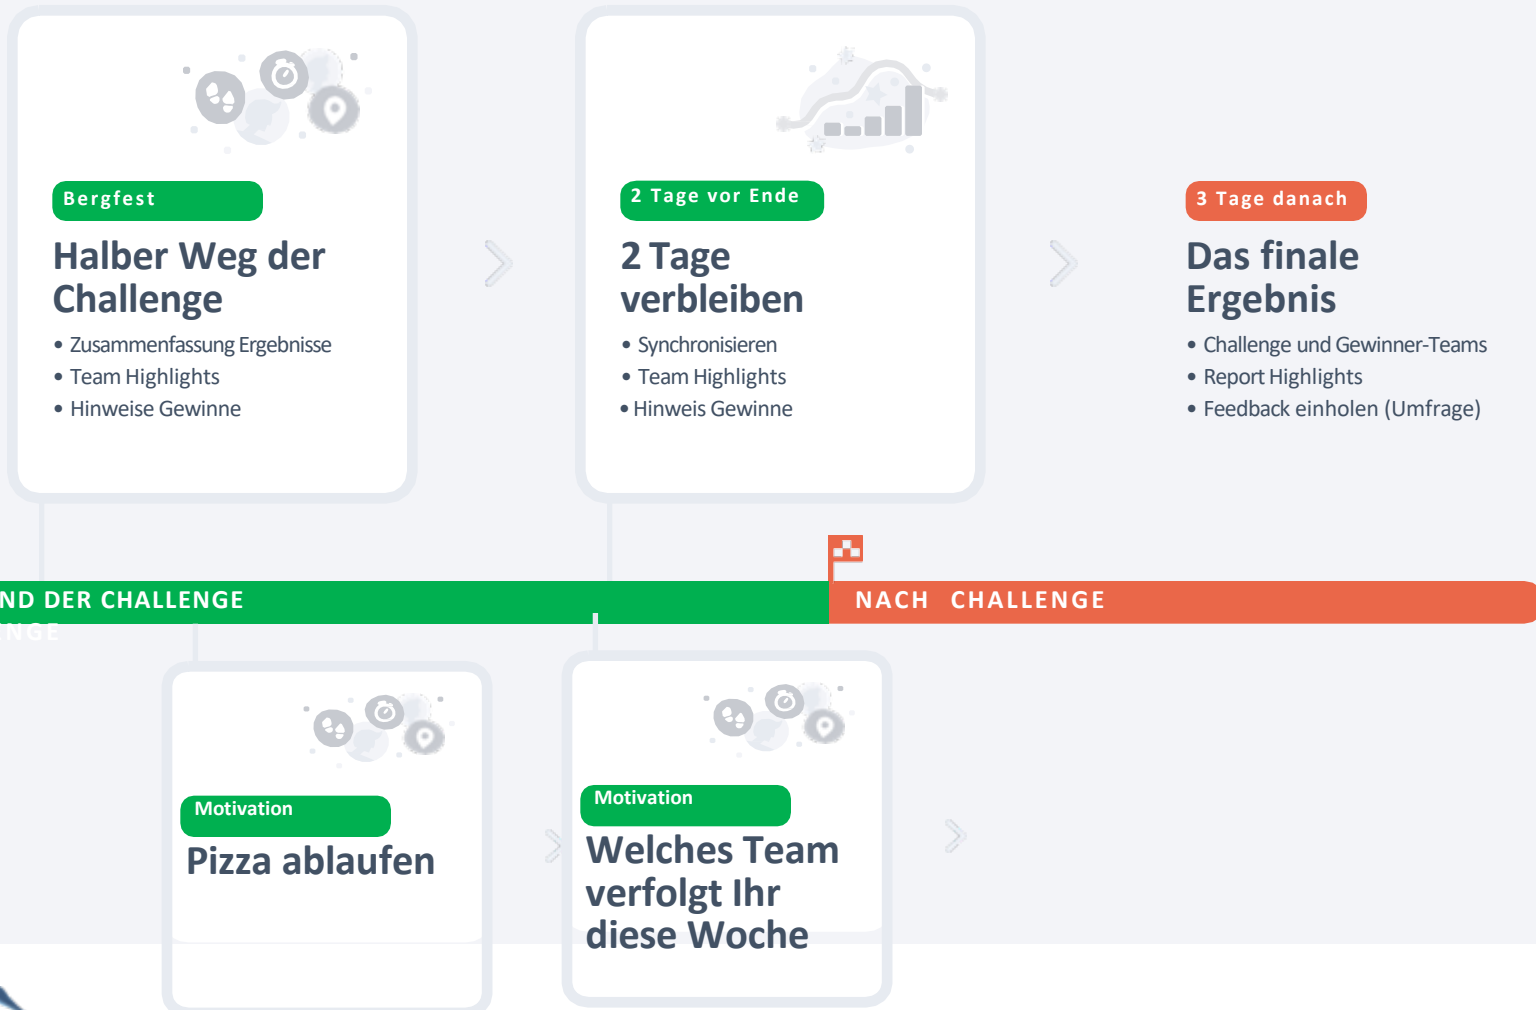 Bergfest
Halber Weg der
Challenge
• Zusammenfassung Ergebnisse
• Team Highlights
• Hinweise Gewinne
2 Tage vor Ende
2 Tage
verbleiben
• Synchronisieren
• Team Highlights
• Hinweis Gewinne
3 Tage danach
Das finale
Ergebnis
• Challenge und Gewinner-Teams
• Report Highlights
• Feedback einholen (Umfrage)
ND DER CHALLENGE
ENGE
NACH CHALLENGE
Motivation
Pizza ablaufen
Motivation
Welches Team
verfolgt Ihr
diese Woche